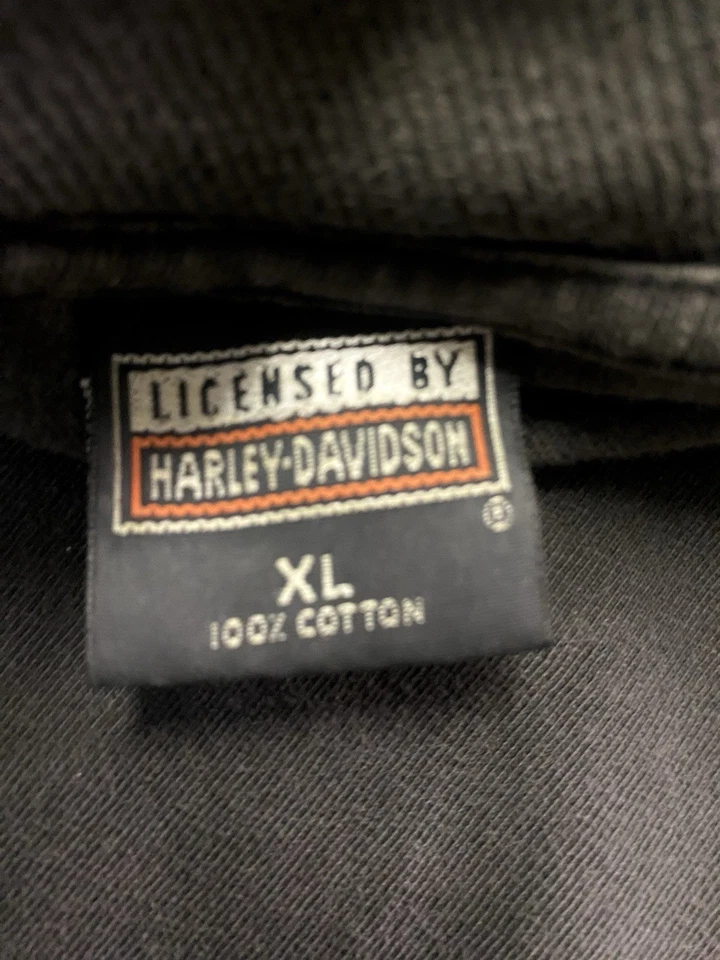 LICENSED BY
HARLEY-DAVIDSON
®
XL
100% COTTON